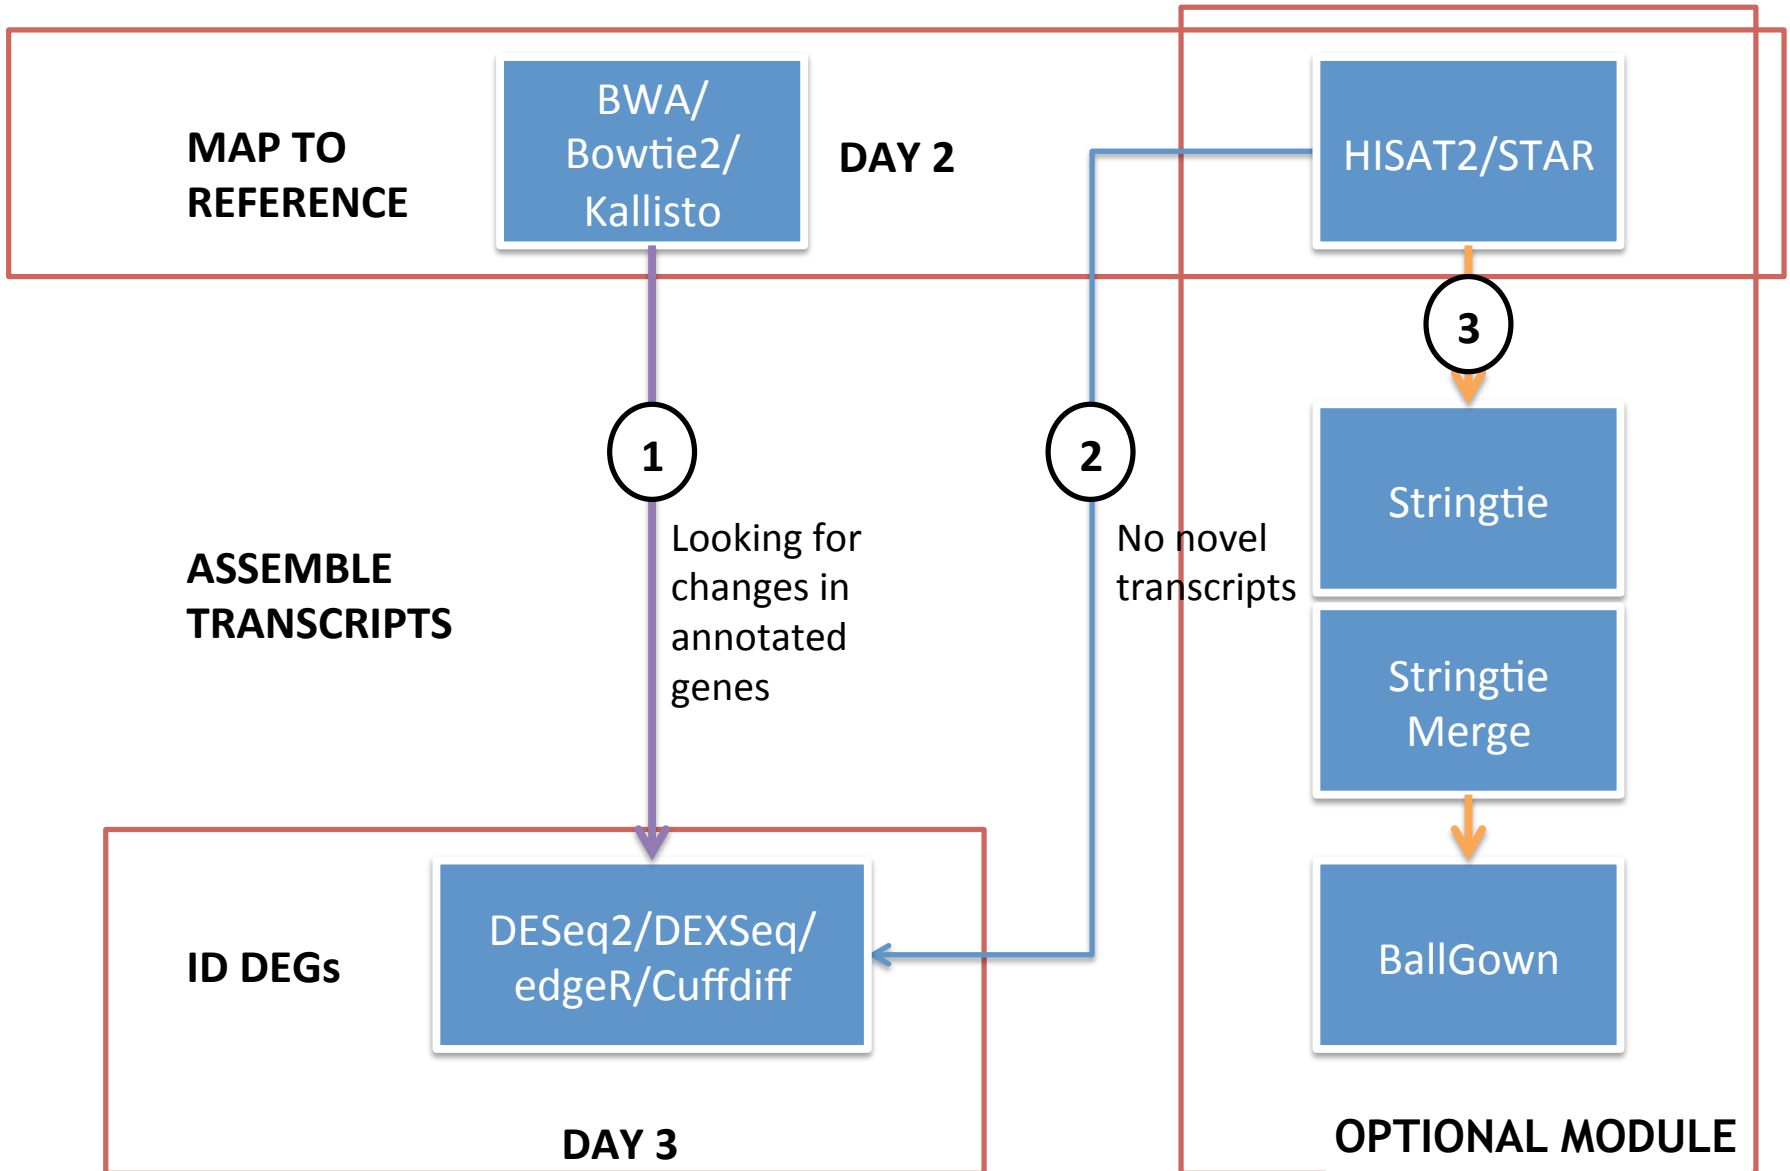 MAP TO
REFERENCE
BWA/
Bowtie2/
Kallisto
DAY 2
HISAT2/STAR
1
2
3
ASSEMBLE
TRANSCRIPTS
Looking for
changes in
annotated
genes
No novel
transcripts
Stringtie
Stringtie
Merge
ID DEGs
DESeq2/DEXSeq/
edgeR/Cuffdiff
BallGown
DAY 3
OPTIONAL MODULE